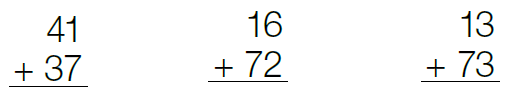 41 16 13
+ 37 + 72 + 73